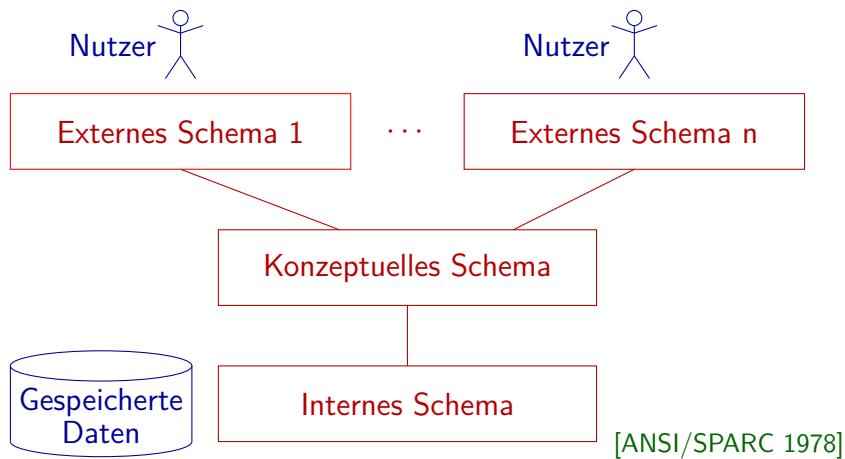 Nutzer
Nutzer
Externes Schema 1
· · ·
Externes Schema n
Konzeptuelles Schema
Gespeicherte
Daten
Internes Schema
[ANSI/SPARC 1978]